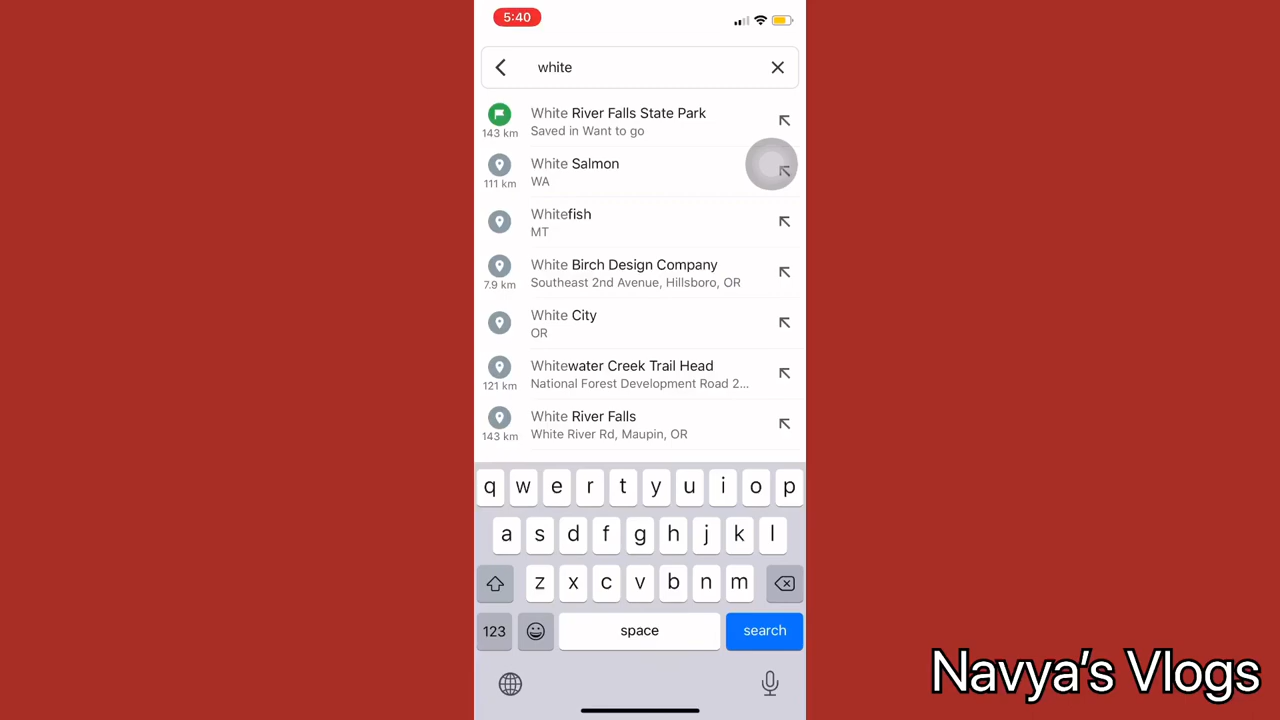 5:40
white
White River Falls State Park
Saved in Want to go
143 km
White Salmon
WA
111 km
Whitefish
MT
White Birch Design Company
Southeast 2nd Avenue, Hillsboro, OR
7.9 km
White City
OR
Whitewater Creek Trail Head
National Forest Development Road 2...
121 km
White River Falls
White River Rd, Maupin, OR
143 km
q w e r t y u i o p
a s d f g h j k l
z x c v b n m
123 space search
Navya's Vlogs